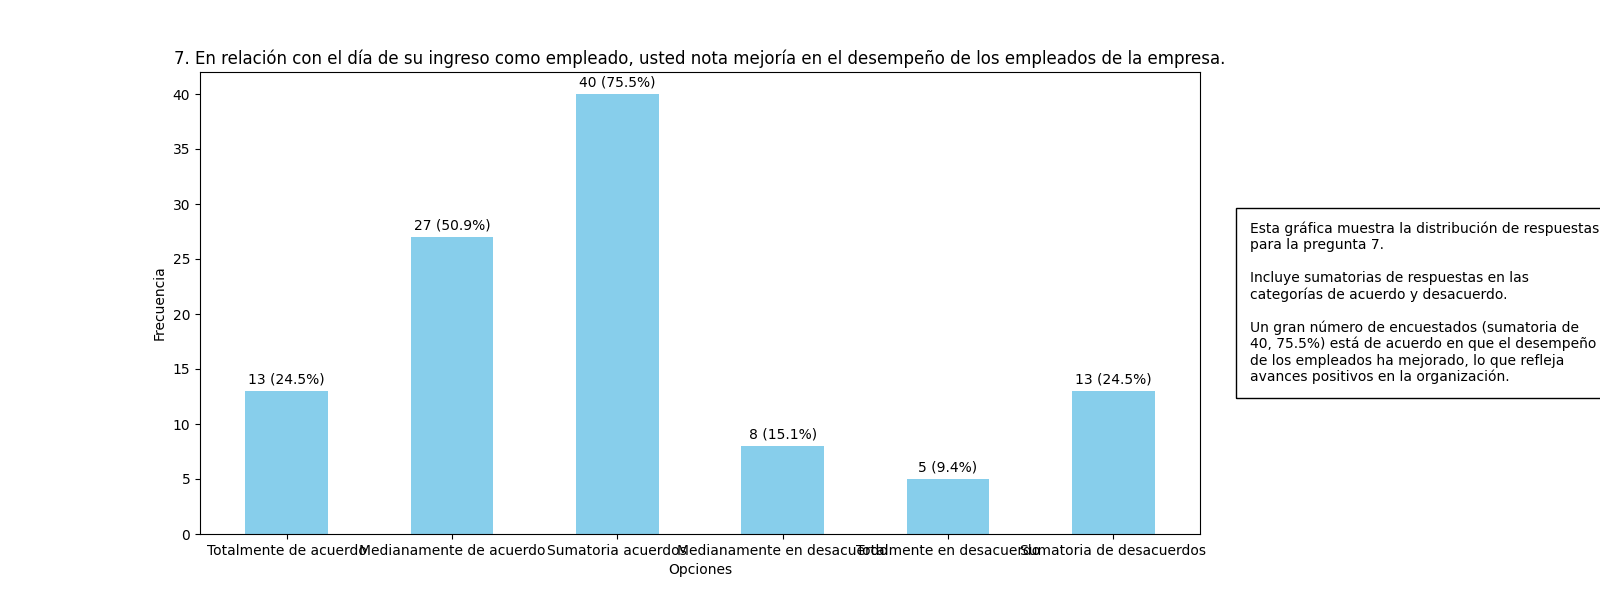 7. En relación con el día de su ingreso como empleado, usted nota mejoría en el desempeño de los empleados de la empresa.
40 (75.5%)
27 (50.9%)
13 (24.5%)
8 (15.1%)
5 (9.4%)
13 (24.5%)
40
35
30
25
20
15
10
5
0
Frecuencia
Totalmente de acuerdo
Medianamente de acuerdo
Sumatoria acuerdos
Medianamente en desacuerdo
Totalmente en desacuerdo
Sumatoria de desacuerdos
Opciones
Esta gráfica muestra la distribución de respuestas
para la pregunta 7.
Incluye sumatorias de respuestas en las
categorías de acuerdo y desacuerdo.
Un gran número de encuestados (sumatoria de
40, 75.5%) está de acuerdo en que el desempeño
de los empleados ha mejorado, lo que refleja
avances positivos en la organización.